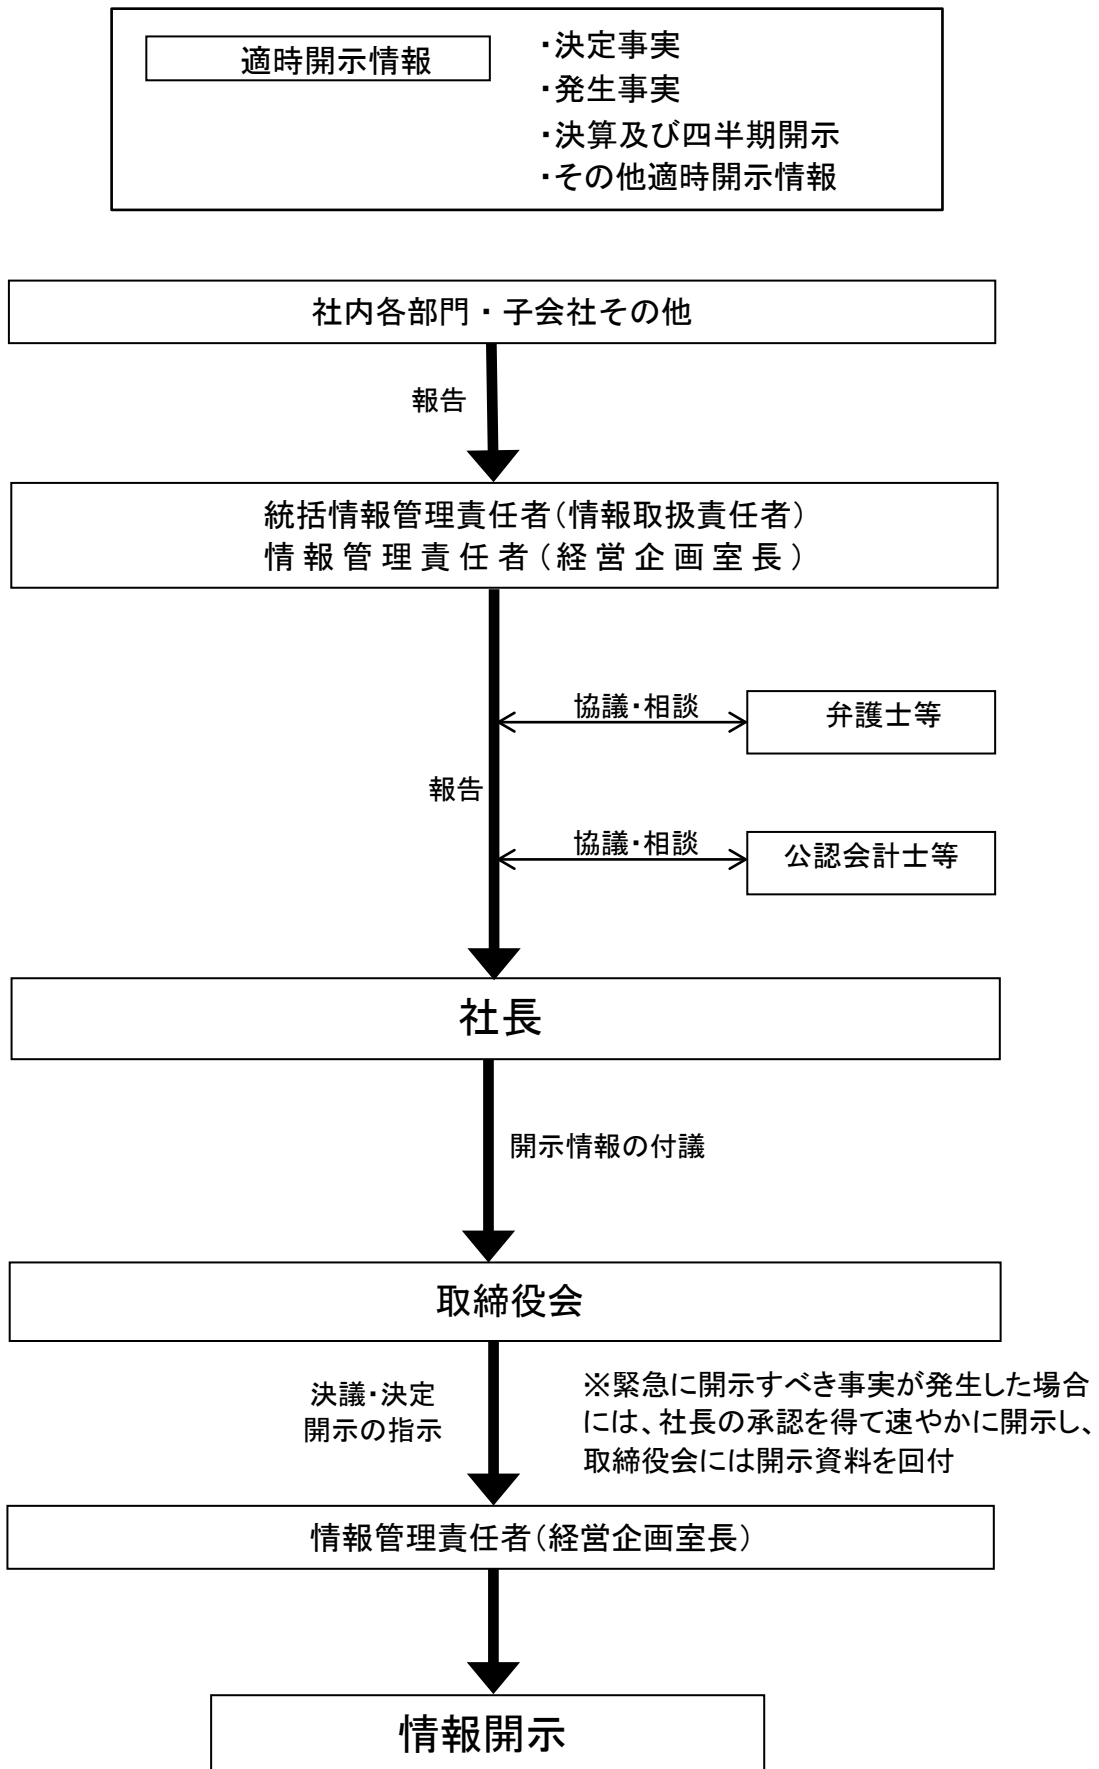 適時開示情報
・決定事実
・発生事実
・決算及び四半期開示
・その他適時開示情報
社内各部門・子会社その他
報告
統括情報管理責任者（情報取扱責任者）
情報管理責任者（経営企画室長）
協議・相談
弁護士等
報告
協議・相談
公認会計士等
社長
開示情報の付議
取締役会
決議・決定
開示の指示
※緊急に開示すべき事実が発生した場合
には、社長の承認を得て速やかに開示し、
取締役会には開示資料を回付
情報管理責任者（経営企画室長）
情報開示